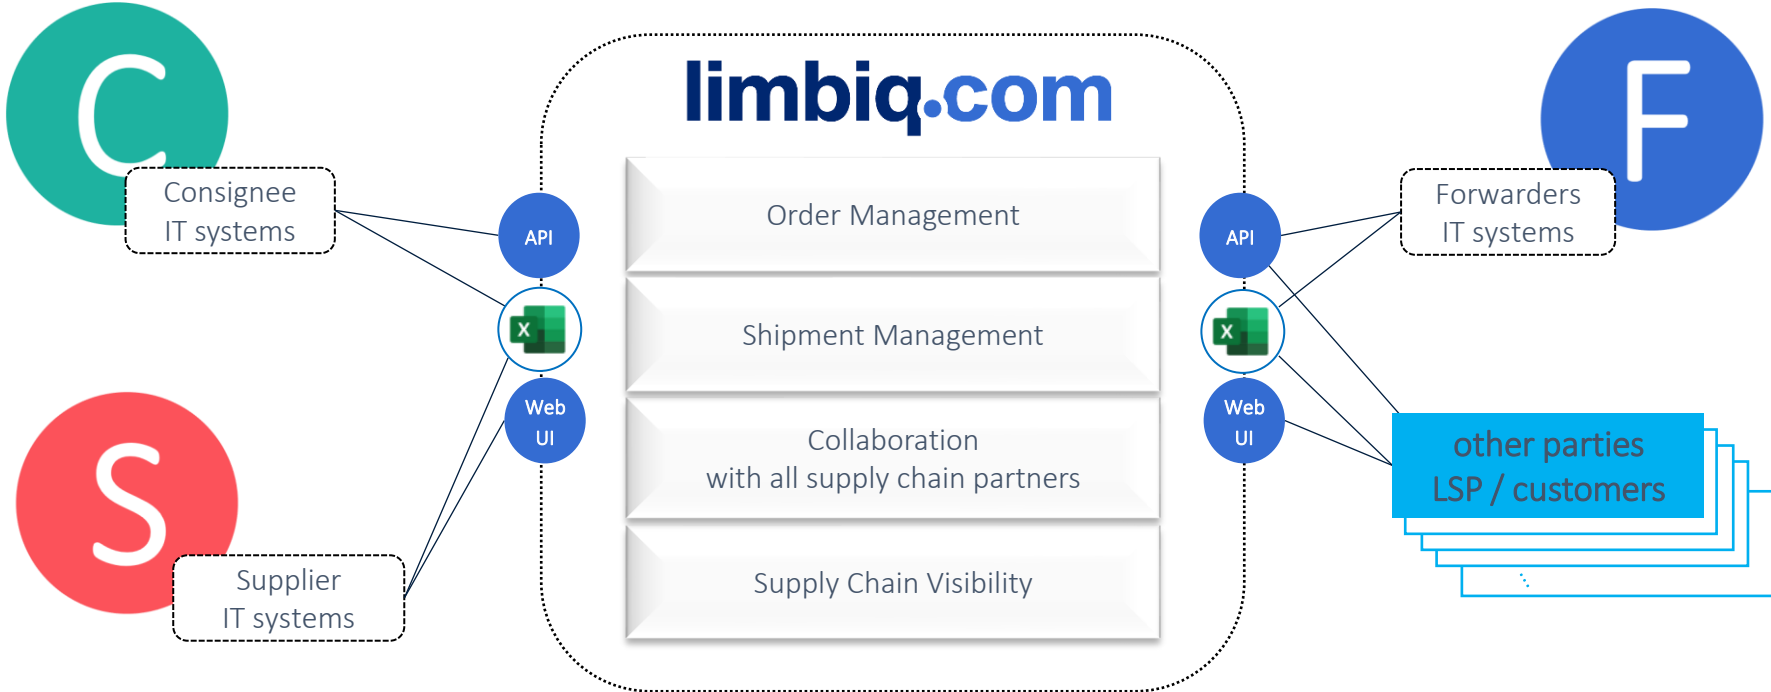 C
Consignee
IT systems
S
Supplier
IT systems
API
X
Web
UI
limbiq.com
Order Management
Shipment Management
Collaboration
with all supply chain partners
Supply Chain Visibility
API
X
Web
UI
F
Forwarders
IT systems
other parties
LSP / customers